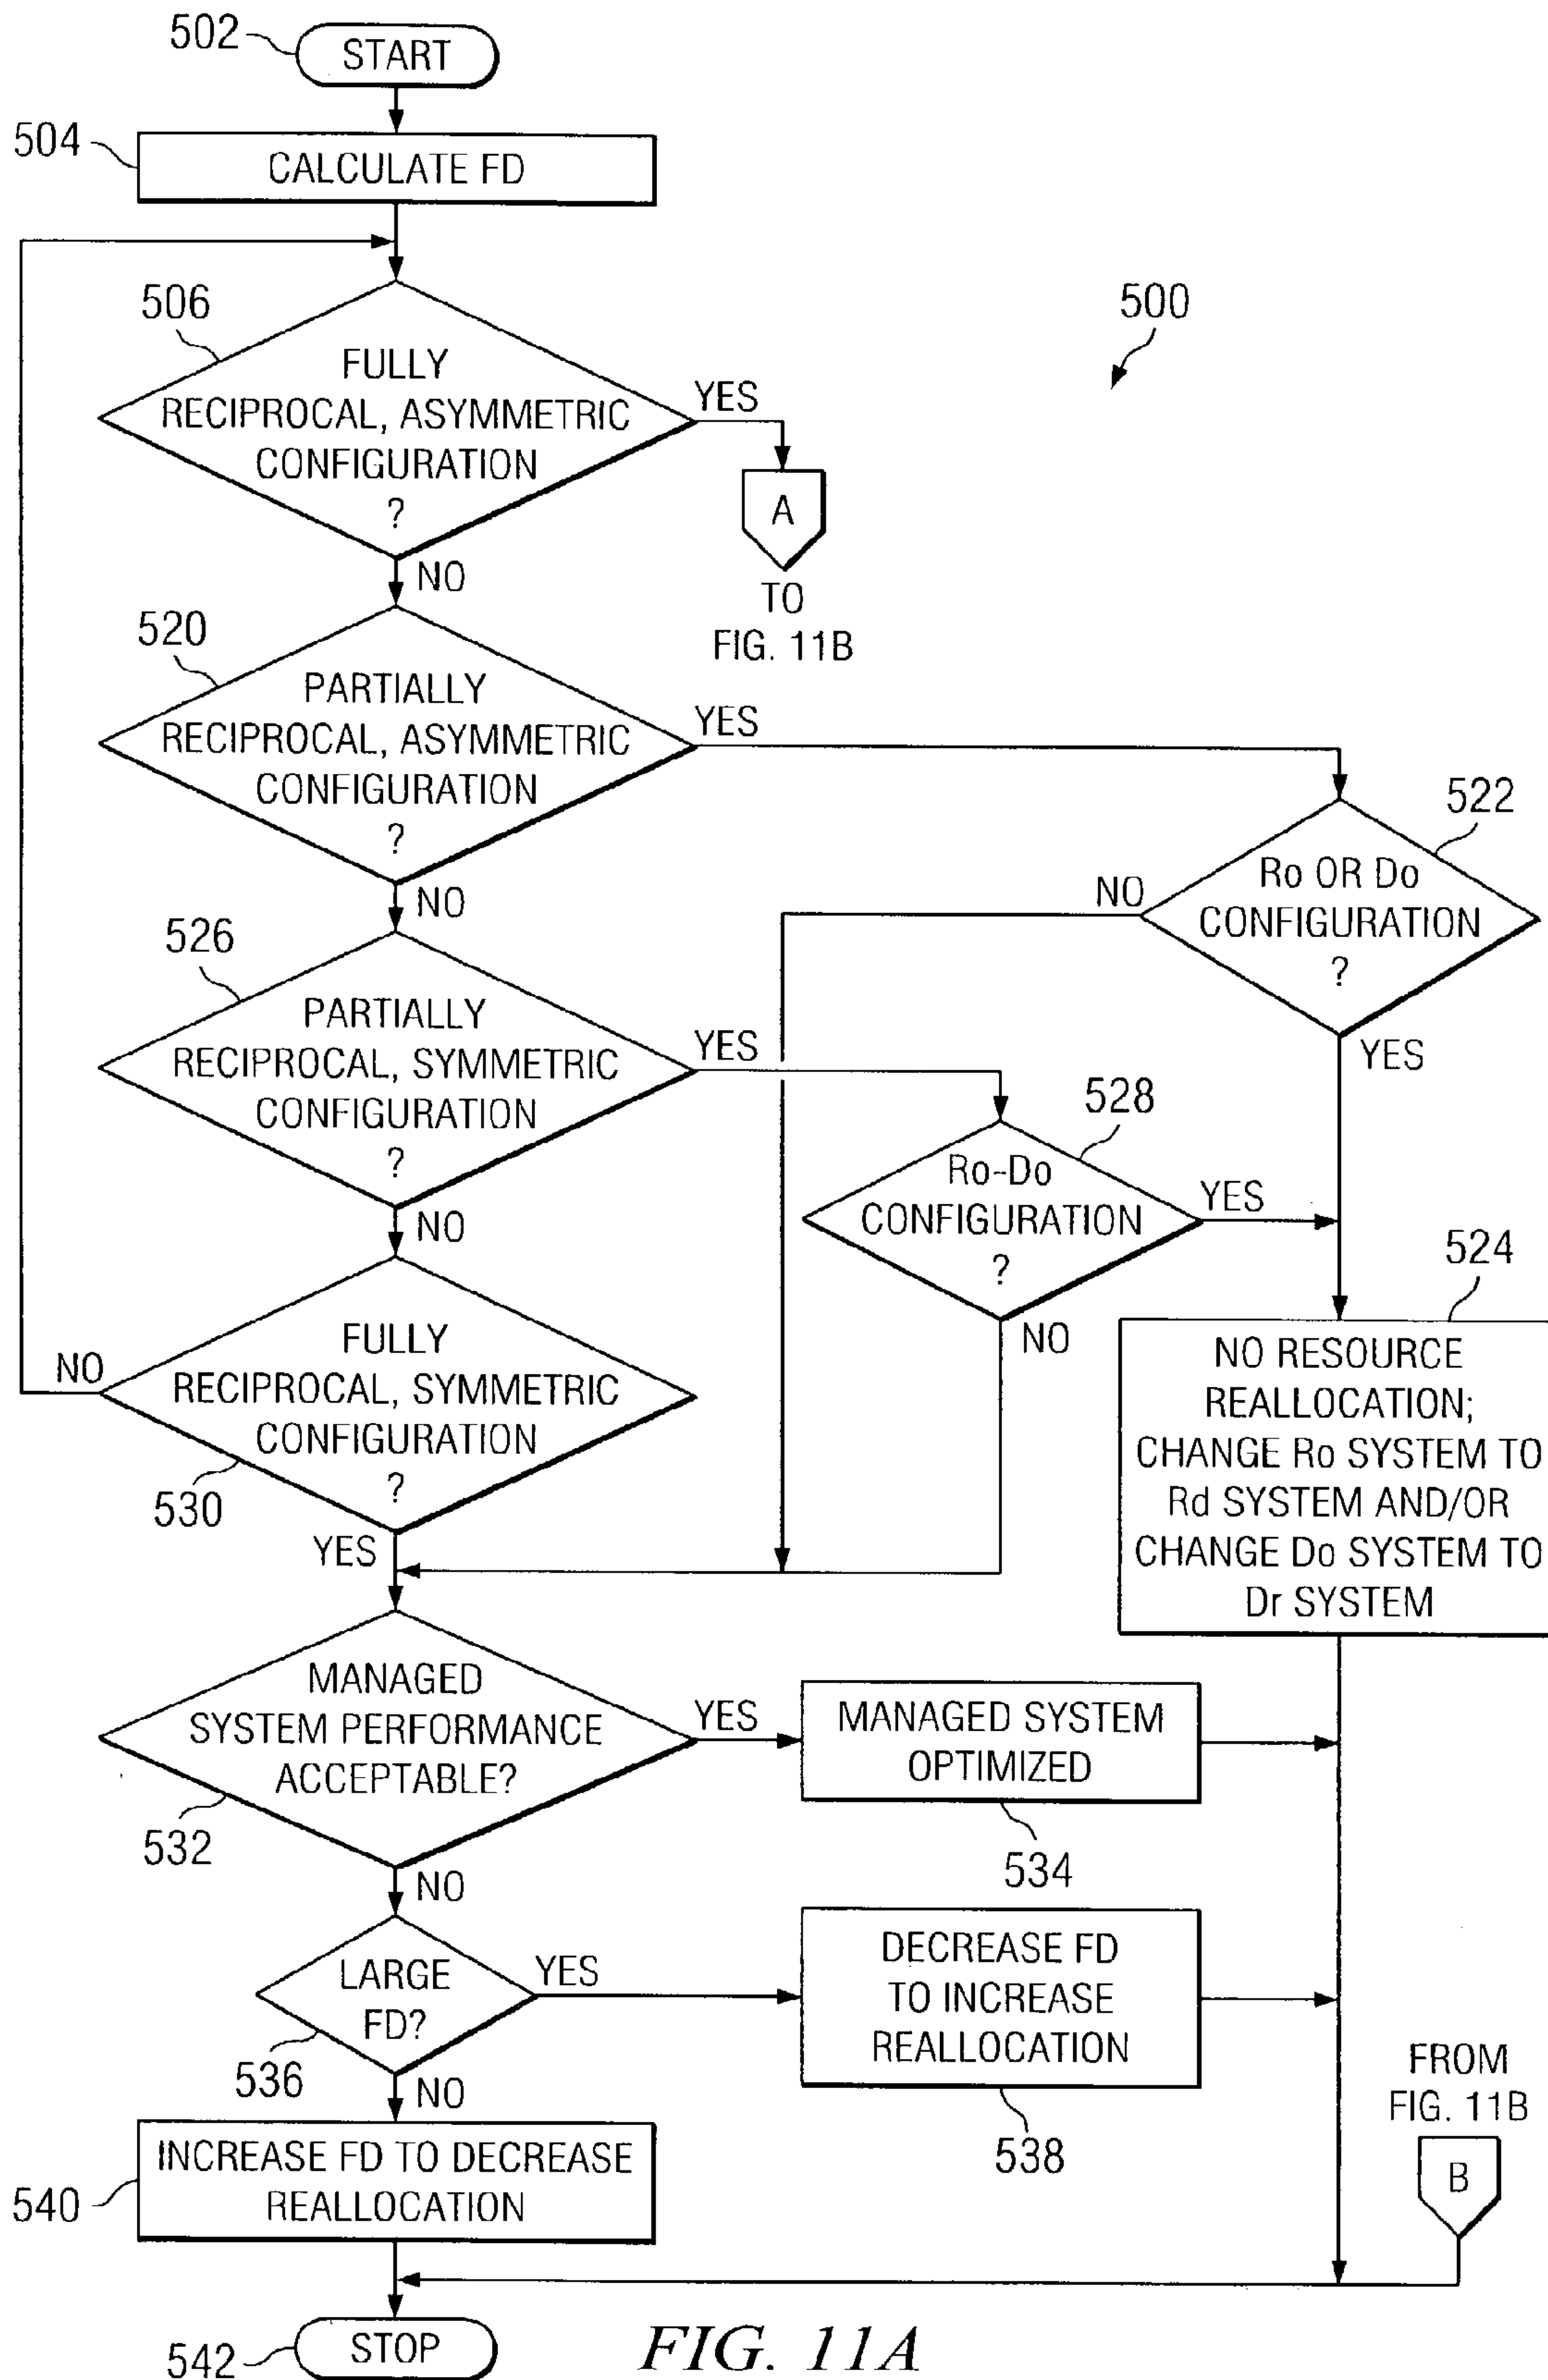 502
START
504
CALCULATE FD
506
FULLY
RECIPROCAL, ASYMMETRIC
CONFIGURATION
?
YES
500
A
TO
FIG. 11B
NO
520
PARTIALLY
RECIPROCAL, ASYMMETRIC
CONFIGURATION
?
YES
522
Ro OR Do
CONFIGURATION
?
NO
YES
NO
526
PARTIALLY
RECIPROCAL, SYMMETRIC
CONFIGURATION
?
YES
528
Ro-Do
CONFIGURATION
?
YES
NO
524
NO RESOURCE
REALLOCATION;
CHANGE Ro SYSTEM TO
Rd SYSTEM AND/OR
CHANGE Do SYSTEM TO
Dr SYSTEM
NO
FULLY
RECIPROCAL, SYMMETRIC
CONFIGURATION
?
NO
530
YES
MANAGED
SYSTEM PERFORMANCE
ACCEPTABLE?
532
YES
MANAGED SYSTEM
OPTIMIZED
534
NO
LARGE
FD?
536
YES
DECREASE FD
TO INCREASE
REALLOCATION
538
NO
INCREASE FD TO DECREASE
REALLOCATION
540
FROM
FIG. 11B
B
STOP
542
FIG. 11A